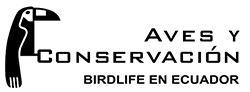 AVES Y
CONSERVACIÓN
BIRDLIFE EN ECUADOR